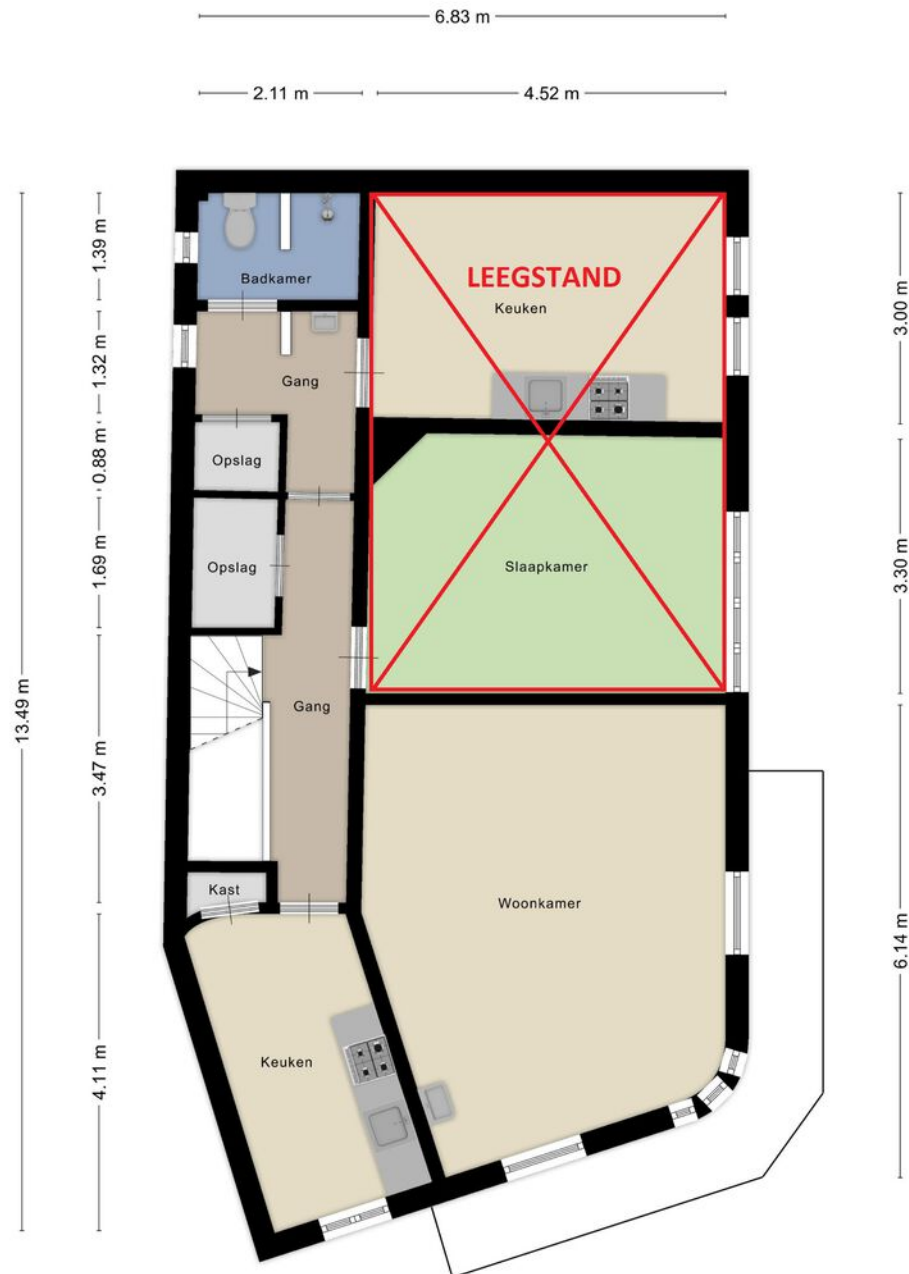 6.83 m
2.11 m
4.52 m
13.49 m
1.39 m
1.32 m
0.88 m
1.69 m
3.47 m
4.11 m
3.00 m
3.30 m
6.14 m
Badkamer
LEEGSTAND
Keuken
Gang
Opslag
Opslag
Slaapkamer
Gang
Kast
Woonkamer
Keuken